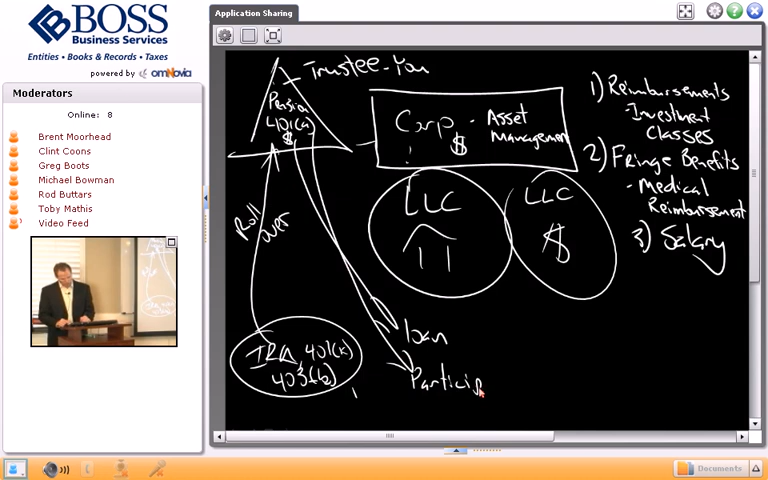 BOSS
Business Services
Entities • Books & Records • Taxes
powered by omNovia
Moderators
Online: 8
Brent Moorhead
Clint Coons
Greg Boots
Michael Bowman
Rod Buttars
Toby Mathis
Video Feed
Application Sharing
Trustee-You
Pension
401(a)
$
Corp - Asset
Management
$
LLC
LLC
$
1) Reimbursements
- Investment
Classes
2) Fringe Benefits
- Medical
Reimbursement
3) Salary
Roll
over
IRA, 401(k)
403(b)
loan
Particip
Documents